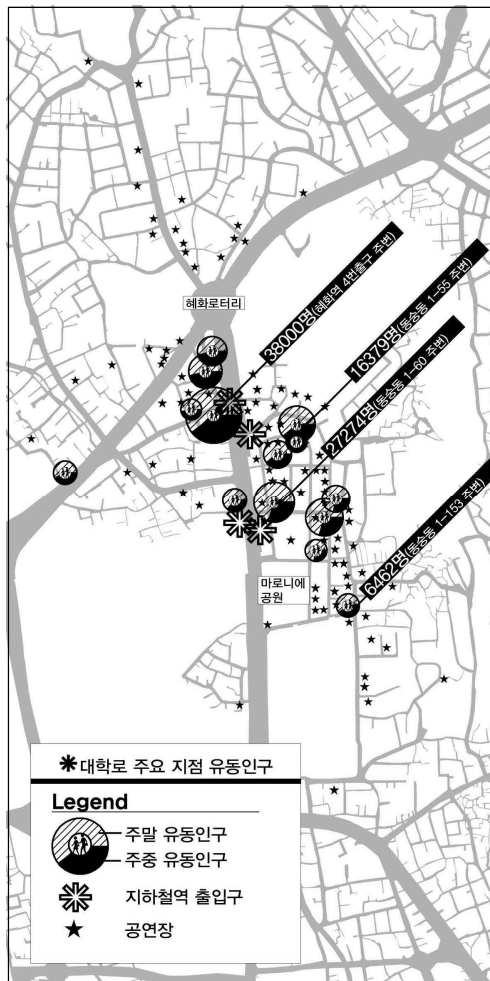 혜화로터리
38000명(혜화역 4번출구 주변)
16379명(동숭동 1-55 주변)
27274명(동숭동 1-60 주변)
6462명(동숭동 1-153 주변)
마로니에
공원
대학로 주요 지점 유동인구
Legend
주말 유동인구
주중 유동인구
지하철역 출입구
공연장